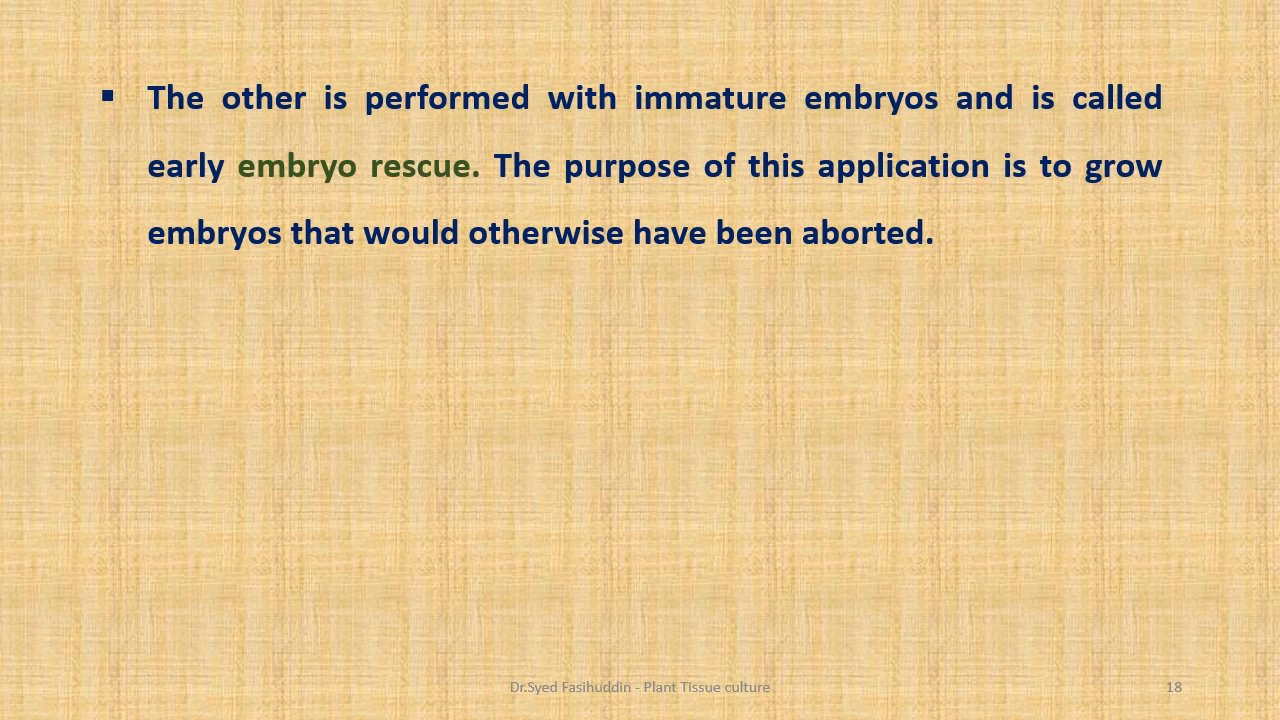 ▪ The other is performed with immature embryos and is called
early embryo rescue. The purpose of this application is to grow
embryos that would otherwise have been aborted.
Dr.Syed Fasihuddin - Plant Tissue culture
18